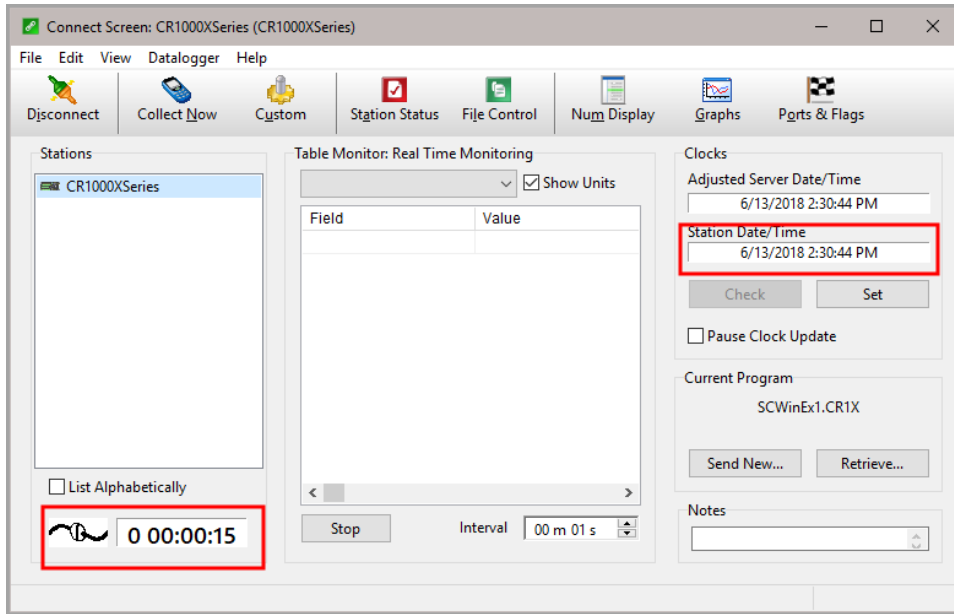 Connect Screen: CR1000XSeries (CR1000XSeries)
File Edit View Datalogger Help
Disconnect Collect Now Custom Station Status File Control Num Display Graphs Ports & Flags
Stations
CR1000XSeries
List Alphabetically
0 00:00:15
Table Monitor: Real Time Monitoring
Show Units
Field Value
Stop Interval 00 m 01 s
Clocks
Adjusted Server Date/Time
6/13/2018 2:30:44 PM
Station Date/Time
6/13/2018 2:30:44 PM
Check Set
Pause Clock Update
Current Program
SCWinEx1.CR1X
Send New... Retrieve...
Notes